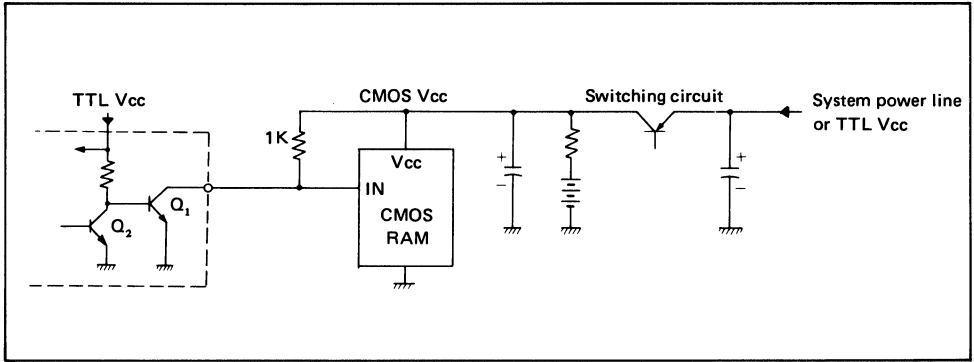 TTL Vcc
CMOS Vcc
Switching circuit
System power line
or TTL Vcc
1K
Vcc
IN
CMOS
RAM
Q1
Q2
+
−
+
−